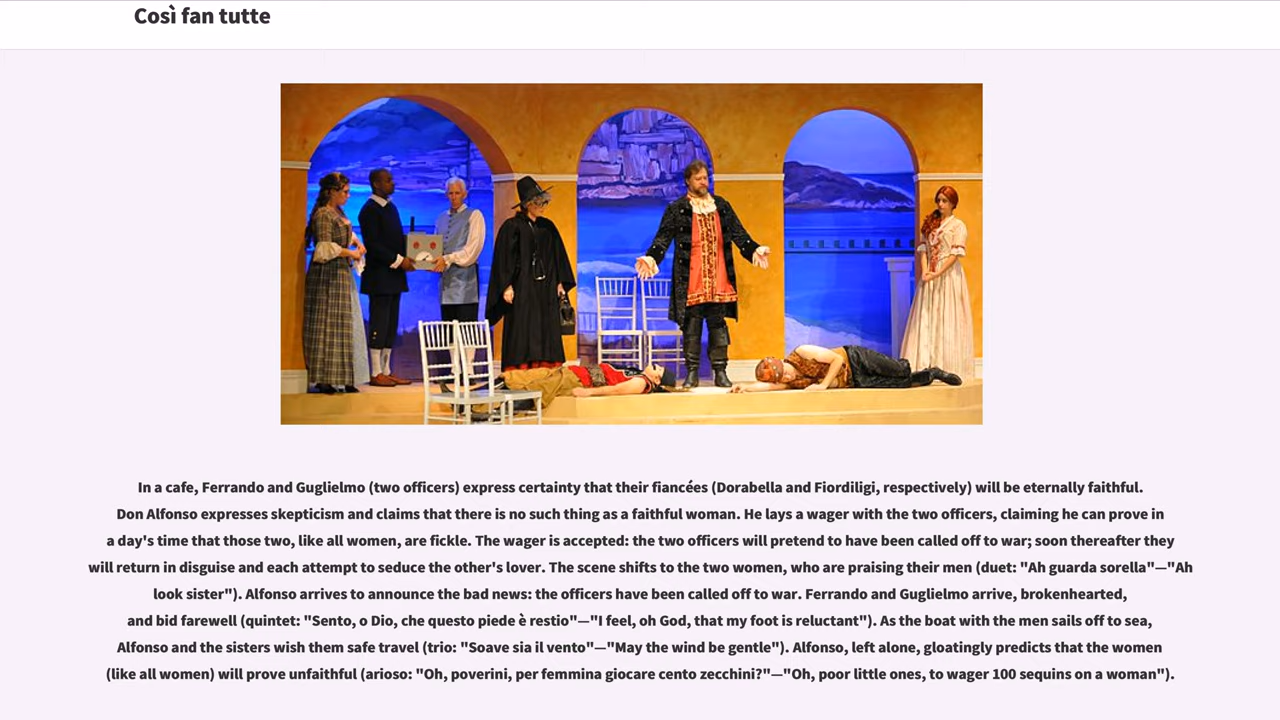 Così fan tutte
In a cafe, Ferrando and Guglielmo (two officers) express certainty that their fiancées (Dorabella and Fiordiligi, respectively) will be eternally faithful.
Don Alfonso expresses skepticism and claims that there is no such thing as a faithful woman. He lays a wager with the two officers, claiming he can prove in
a day's time that those two, like all women, are fickle. The wager is accepted: the two officers will pretend to have been called off to war; soon thereafter they
will return in disguise and each attempt to seduce the other's lover. The scene shifts to the two women, who are praising their men (duet: "Ah guarda sorella"—"Ah
look sister"). Alfonso arrives to announce the bad news: the officers have been called off to war. Ferrando and Guglielmo arrive, brokenhearted,
and bid farewell (quintet: "Sento, o Dio, che questo piede è restio"—"I feel, oh God, that my foot is reluctant"). As the boat with the men sails off to sea,
Alfonso and the sisters wish them safe travel (trio: "Soave sia il vento"—"May the wind be gentle"). Alfonso, left alone, gloatingly predicts that the women
(like all women) will prove unfaithful (arioso: "Oh, poverini, per femmina giocare cento zecchini?"—"Oh, poor little ones, to wager 100 sequins on a woman").